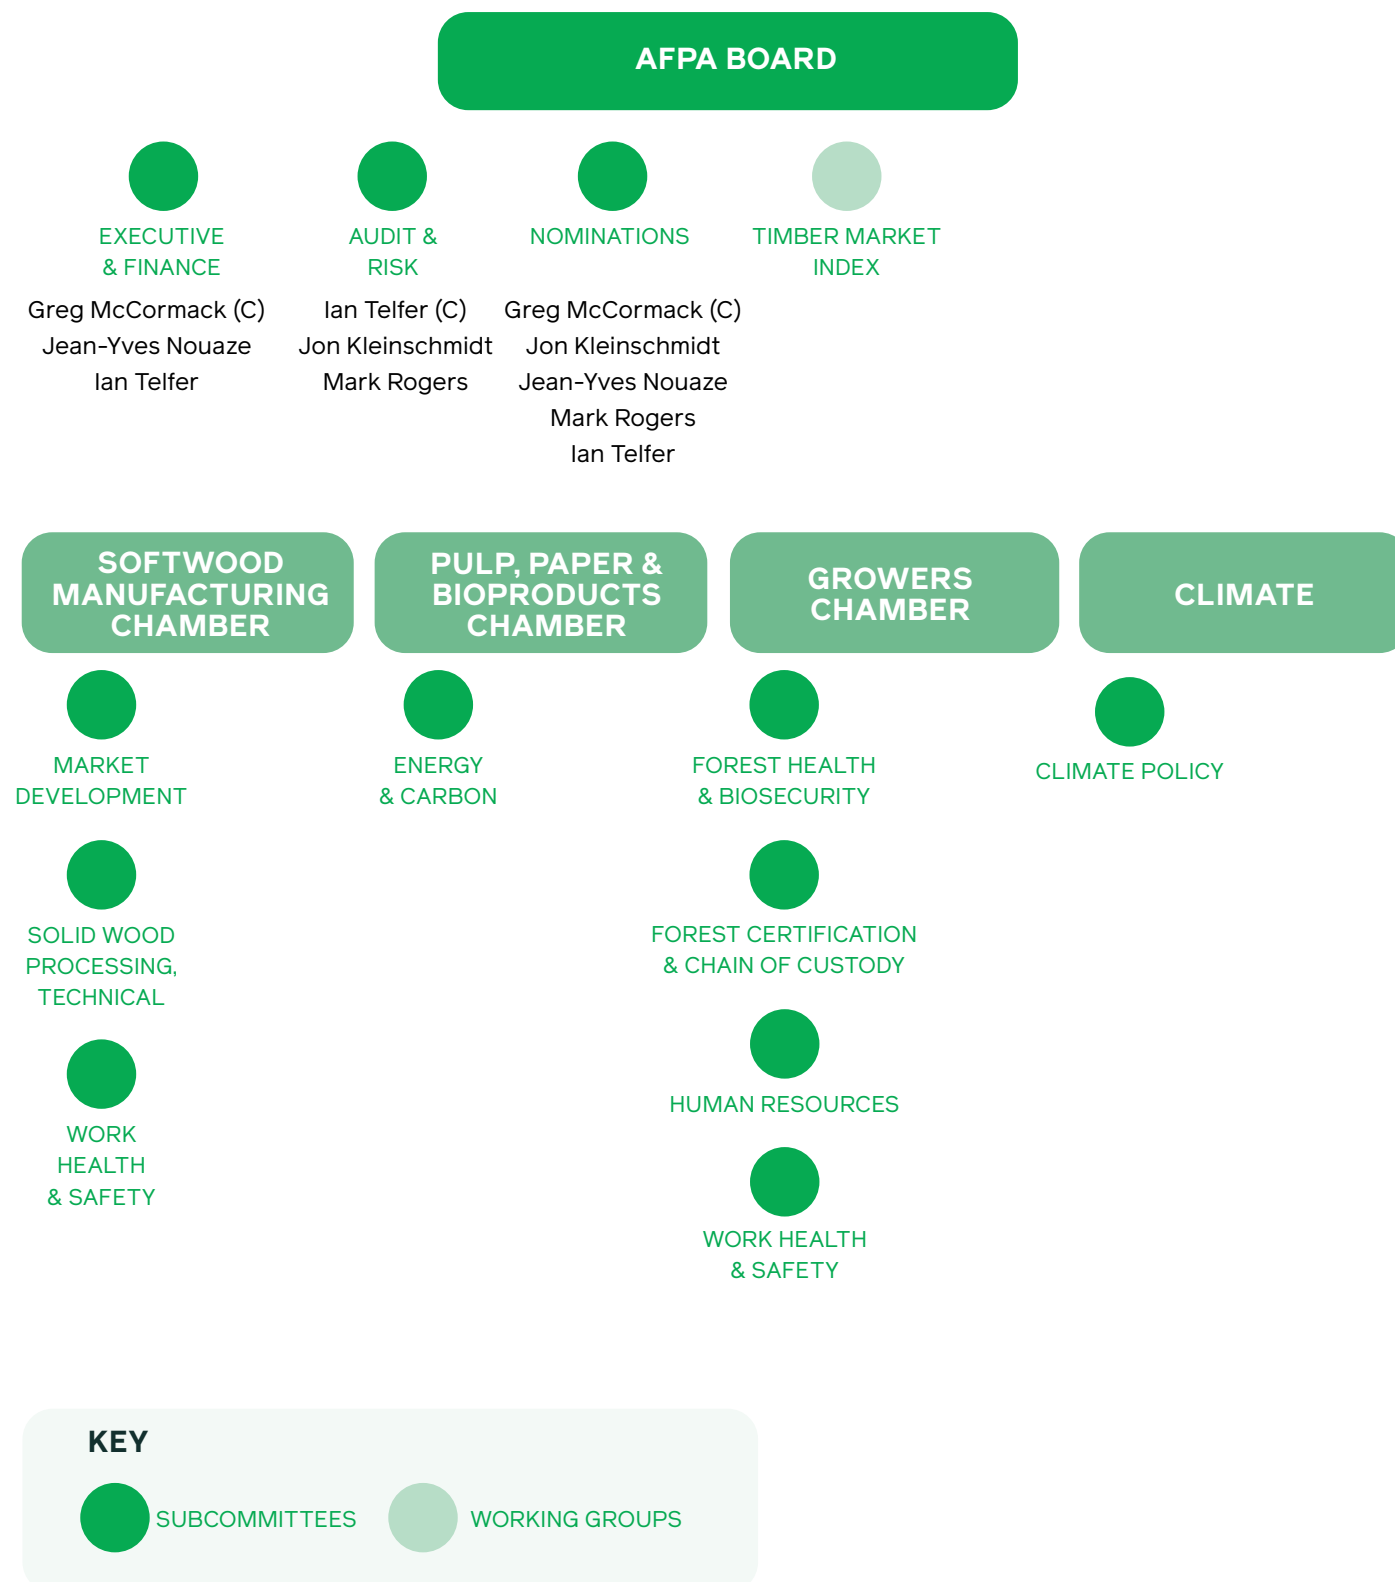 AFPA BOARD
EXECUTIVE
& FINANCE
Greg McCormack (C)
Jean-Yves Nouaze
Ian Telfer
AUDIT &
RISK
Ian Telfer (C)
Jon Kleinschmidt
Mark Rogers
NOMINATIONS
Greg McCormack (C)
Jon Kleinschmidt
Jean-Yves Nouaze
Mark Rogers
Ian Telfer
TIMBER MARKET
INDEX
SOFTWOOD
MANUFACTURING
CHAMBER
MARKET
DEVELOPMENT
SOLID WOOD
PROCESSING,
TECHNICAL
WORK
HEALTH
& SAFETY
PULP, PAPER &
BIOPRODUCTS
CHAMBER
ENERGY
& CARBON
GROWERS
CHAMBER
FOREST HEALTH
& BIOSECURITY
FOREST CERTIFICATION
& CHAIN OF CUSTODY
HUMAN RESOURCES
WORK HEALTH
& SAFETY
CLIMATE
CLIMATE POLICY
KEY
SUBCOMMITTEES
WORKING GROUPS